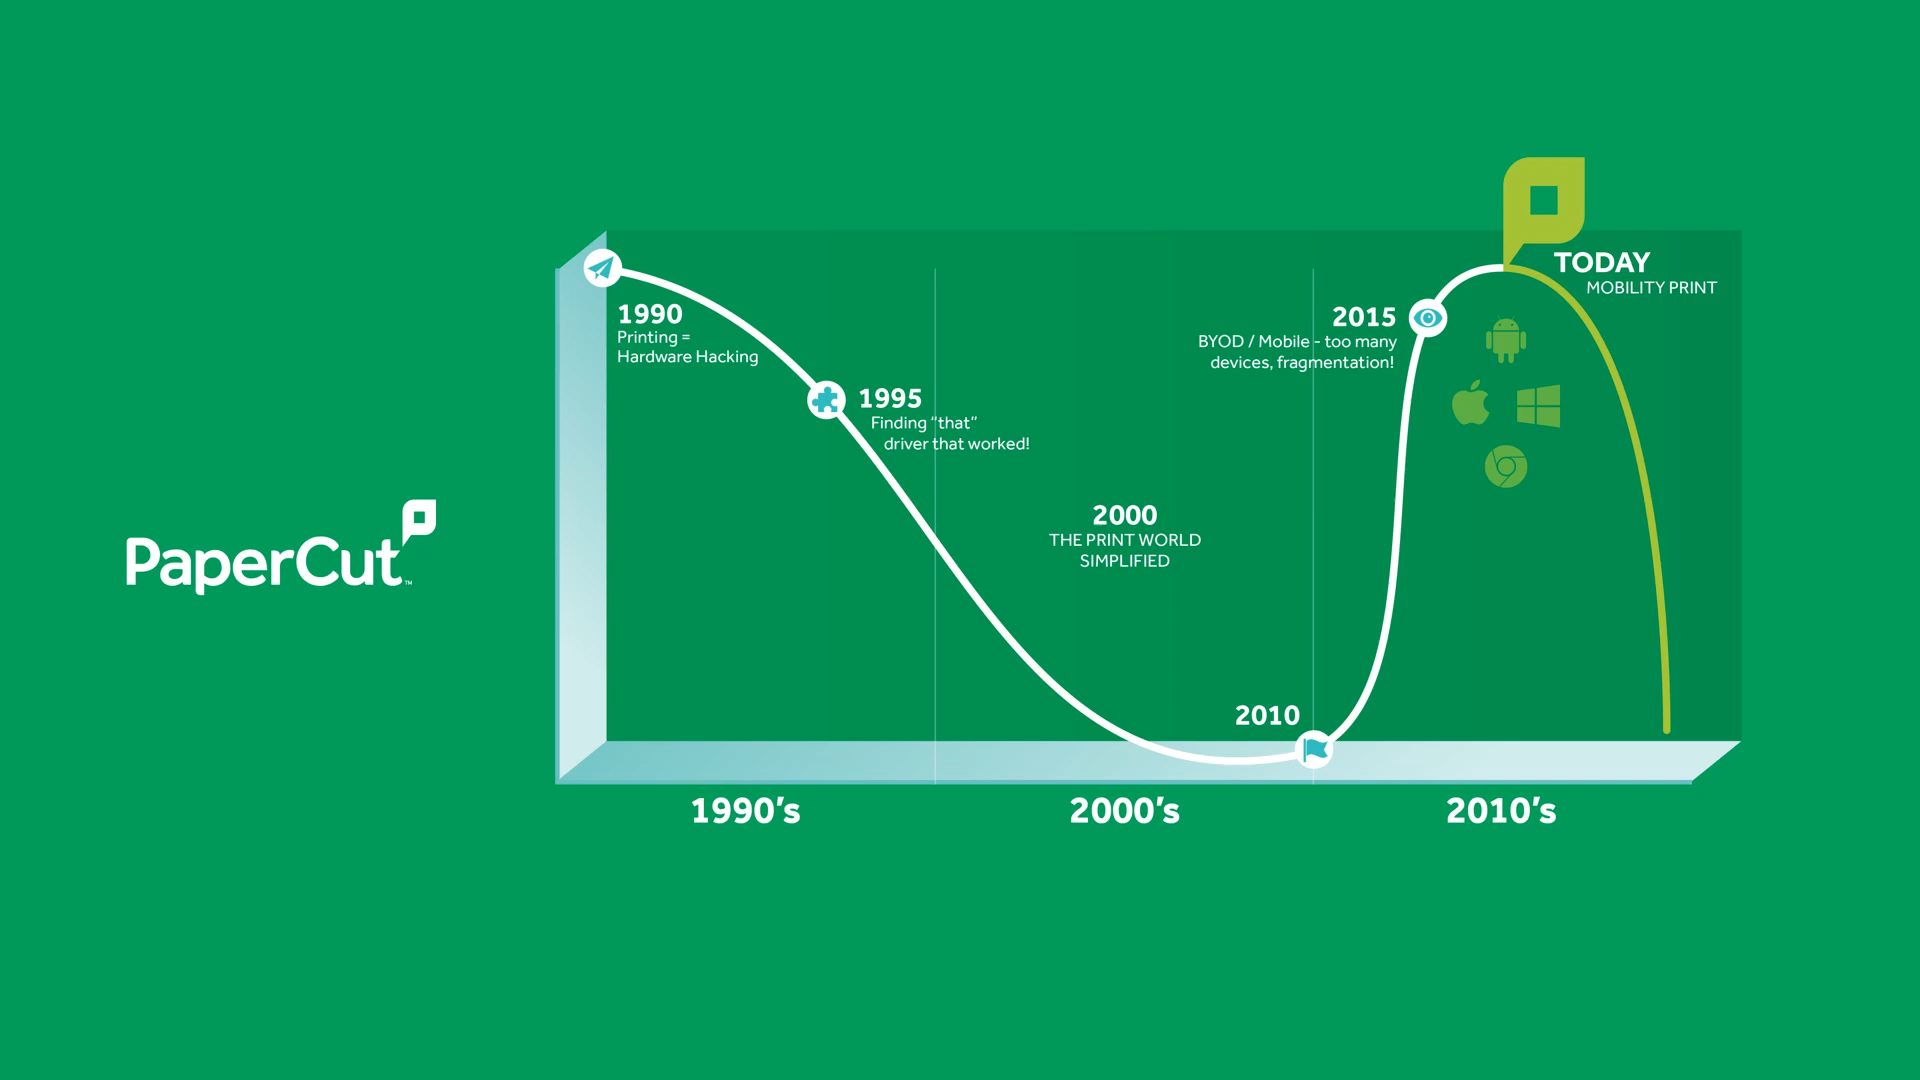 PaperCut™
TODAY
MOBILITY PRINT
1990
Printing =
Hardware Hacking
2015
BYOD / Mobile - too many
devices, fragmentation!
1995
Finding “that“
driver that worked!
2000
THE PRINT WORLD
SIMPLIFIED
2010
1990’s
2000’s
2010’s